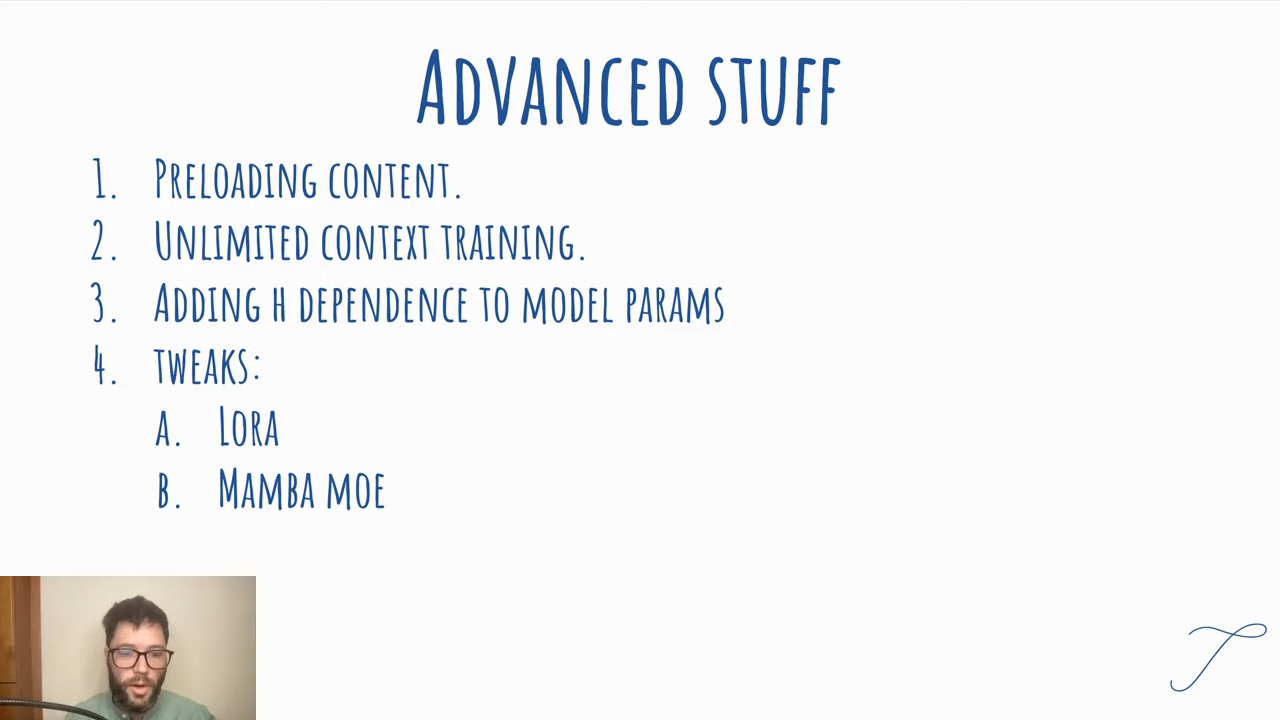 Advanced stuff
1. Preloading content.
2. Unlimited context training.
3. Adding h dependence to model params
4. tweaks:
a. Lora
b. Mamba moe
T